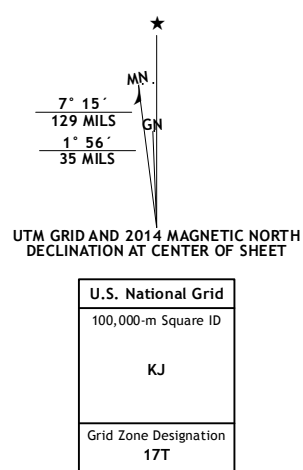 ★
MN
7° 15´
129 MILS
GN
1° 56´
35 MILS
UTM GRID AND 2014 MAGNETIC NORTH
DECLINATION AT CENTER OF SHEET
U.S. National Grid
100,000-m Square ID
KJ
Grid Zone Designation
17T